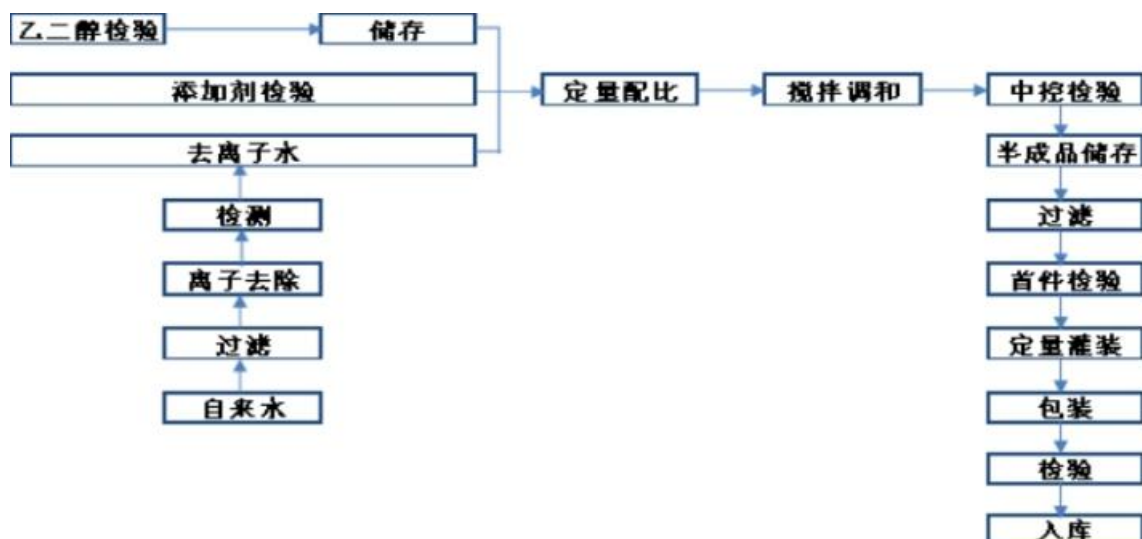 乙二醇检验
储存
添加剂检验
定量配比
搅拌调和
中控检验
去离子水
半成品储存
检测
过滤
离子去除
首件检验
过滤
定量灌装
自来水
包装
检验
入库